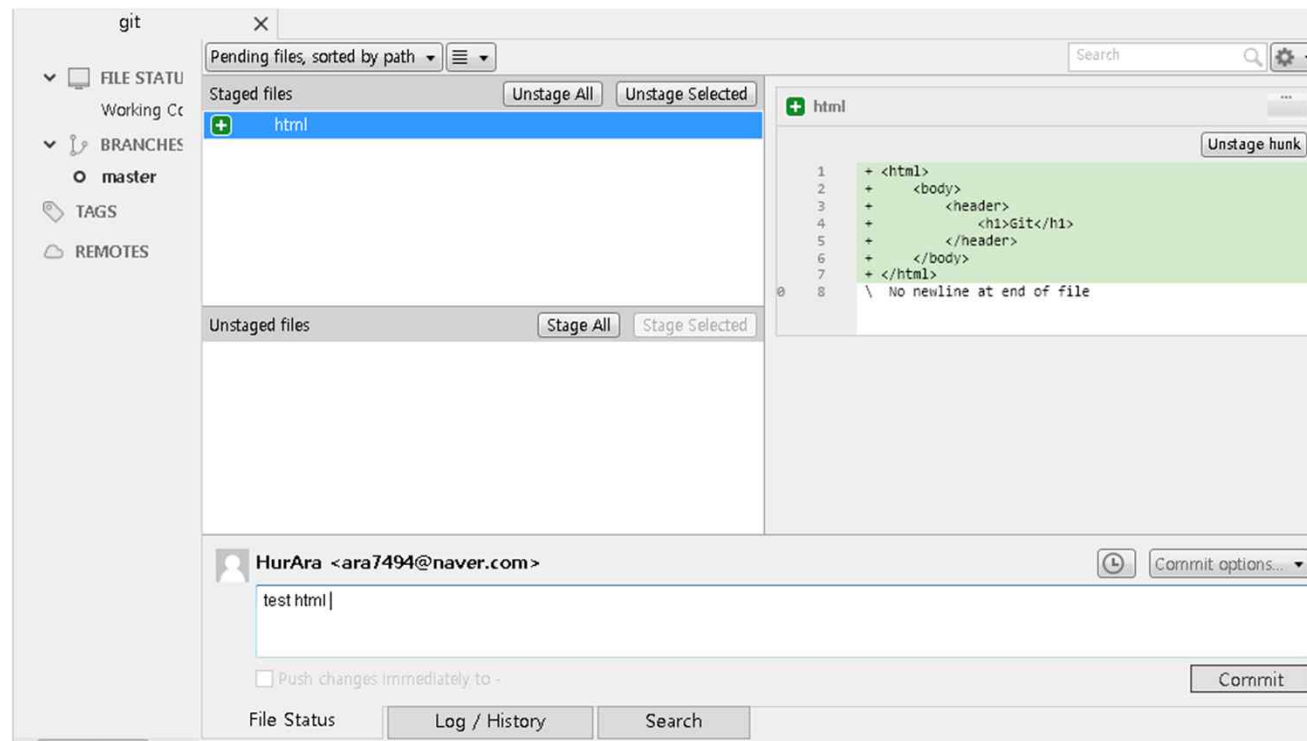 git
Pending files, sorted by path
Search
FILE STATU
Working Cc
BRANCHES
master
TAGS
REMOTES
Staged files Unstage All Unstage Selected
html
html
Unstage hunk
1 + <html>
2 + <body>
3 + <header>
4 + <h1>Git</h1>
5 + </header>
6 + </body>
7 + </html>
0 8 \ No newline at end of file
Unstaged files Stage All Stage Selected
HurAra <ara7494@naver.com>
Commit options...
test html
Push changes immediately to -
Commit
File Status Log / History Search